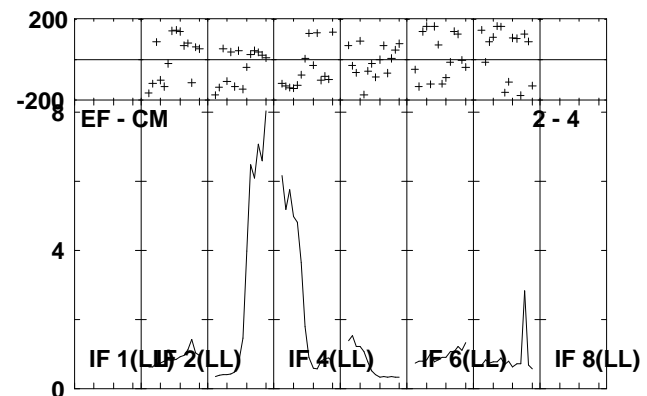 200
-200
8
EF - CM
2 - 4
4
IF 1(LL)
IF 2(LL)
IF 4(LL)
IF 6(LL)
IF 8(LL)
0